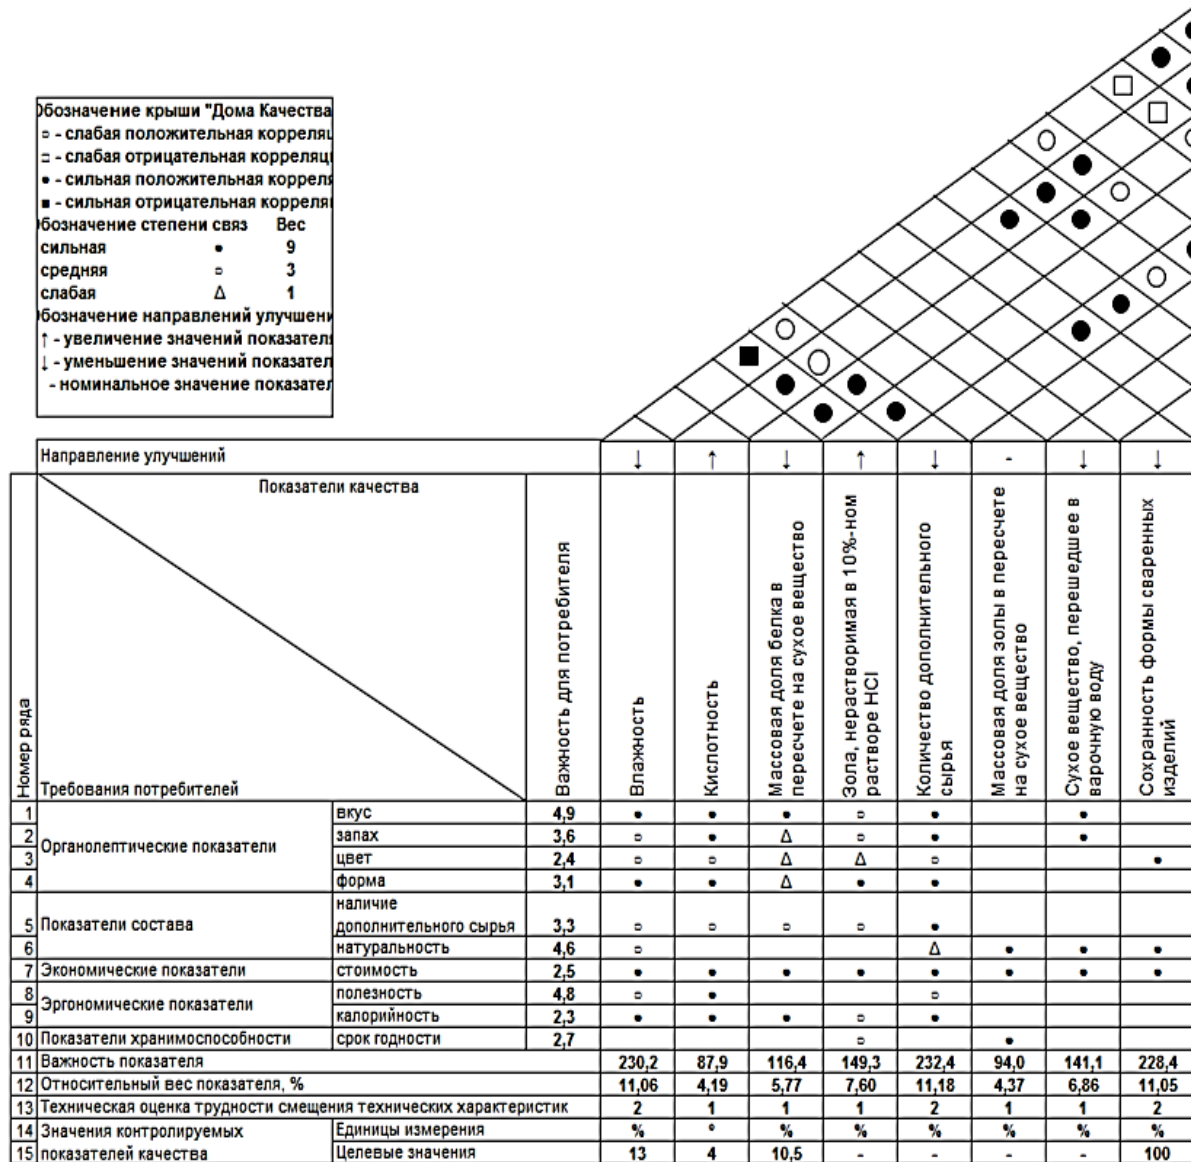 Обозначение крыши "Дома Качества
○ - слабая положительная корреляц
□ - слабая отрицательная корреляци
● - сильная положительная корреля
■ - сильная отрицательная корреля
Обозначение степени связ Вес
сильная ● 9
средняя ○ 3
слабая Δ 1
Обозначение направлений улучшени
↑ - увеличение значений показателя
↓ - уменьшение значений показател
- номинальное значение показател
Направление улучшений ↓ ↑ ↓ ↑ ↓ - ↓ ↓
Показатели качества
Номер ряда
Требования потребителей
Важность для потребителя
Влажность
Кислотность
Массовая доля белка в
пересчете на сухое вещество
Зола, нерастворимая в 10%-ном
растворе HCl
Количество дополнительного
сырья
Массовая доля золы в пересчете
на сухое вещество
Сухое вещество, перешедшее в
варочную воду
Сохранность формы сваренных
изделий
1 Органолептические показатели вкус 4,9 ● ● ● ○ ● ●
2 запах 3,6 ○ ● Δ ○ ● ●
3 цвет 2,4 ○ ○ Δ Δ ○ ●
4 форма 3,1 ● ● Δ ● ●
5 Показатели состава наличие
дополнительного сырья 3,3 ○ ○ ○ ○ ●
6 натуральность 4,6 ○ Δ ● ● ●
7 Экономические показатели стоимость 2,5 ● ● ● ● ● ● ● ●
8 Эргономические показатели полезность 4,8 ○ ● ○
9 калорийность 2,3 ● ● ● ○ ●
10 Показатели хранимоспособности срок годности 2,7 ○ ●
11 Важность показателя 230,2 87,9 116,4 149,3 232,4 94,0 141,1 228,4
12 Относительный вес показателя, % 11,06 4,19 5,77 7,60 11,18 4,37 6,86 11,05
13 Техническая оценка трудности смещения технических характеристик 2 1 1 1 2 1 1 2
14 Значения контролируемых Единицы измерения % ° % % % % % %
15 показателей качества Целевые значения 13 4 10,5 - - - - 100